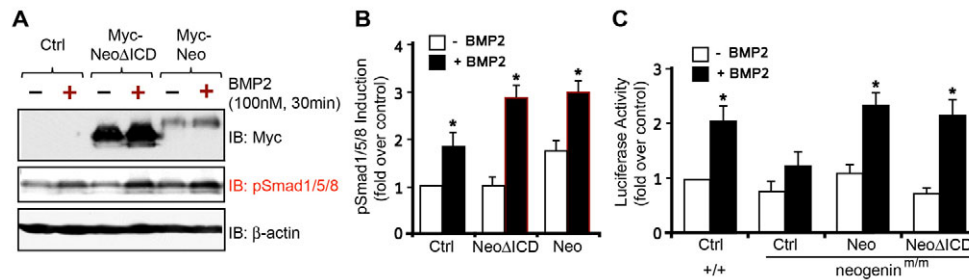 A
Ctrl
Myc-
NeoΔICD
Myc-
Neo
BMP2
(100nM, 30min)
− + − + − +
IB: Myc
IB: pSmad1/5/8
IB: β-actin
B
pSmad1/5/8 Induction
(fold over control)
4
3
2
1
0
- BMP2
+ BMP2
*
*
*
Ctrl
NeoΔICD
Neo
C
Luciferase Activity
(fold over control)
3
2
1
0
- BMP2
+ BMP2
*
*
*
Ctrl
Ctrl
Neo
NeoΔICD
+/+
neogenin m/m